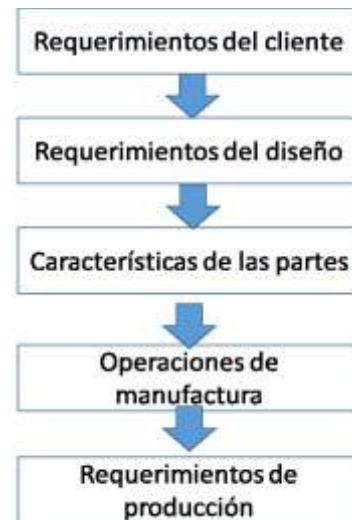 Requerimientos del cliente
Requerimientos del diseño
Características de las partes
Operaciones de
manufactura
Requerimientos de
producción